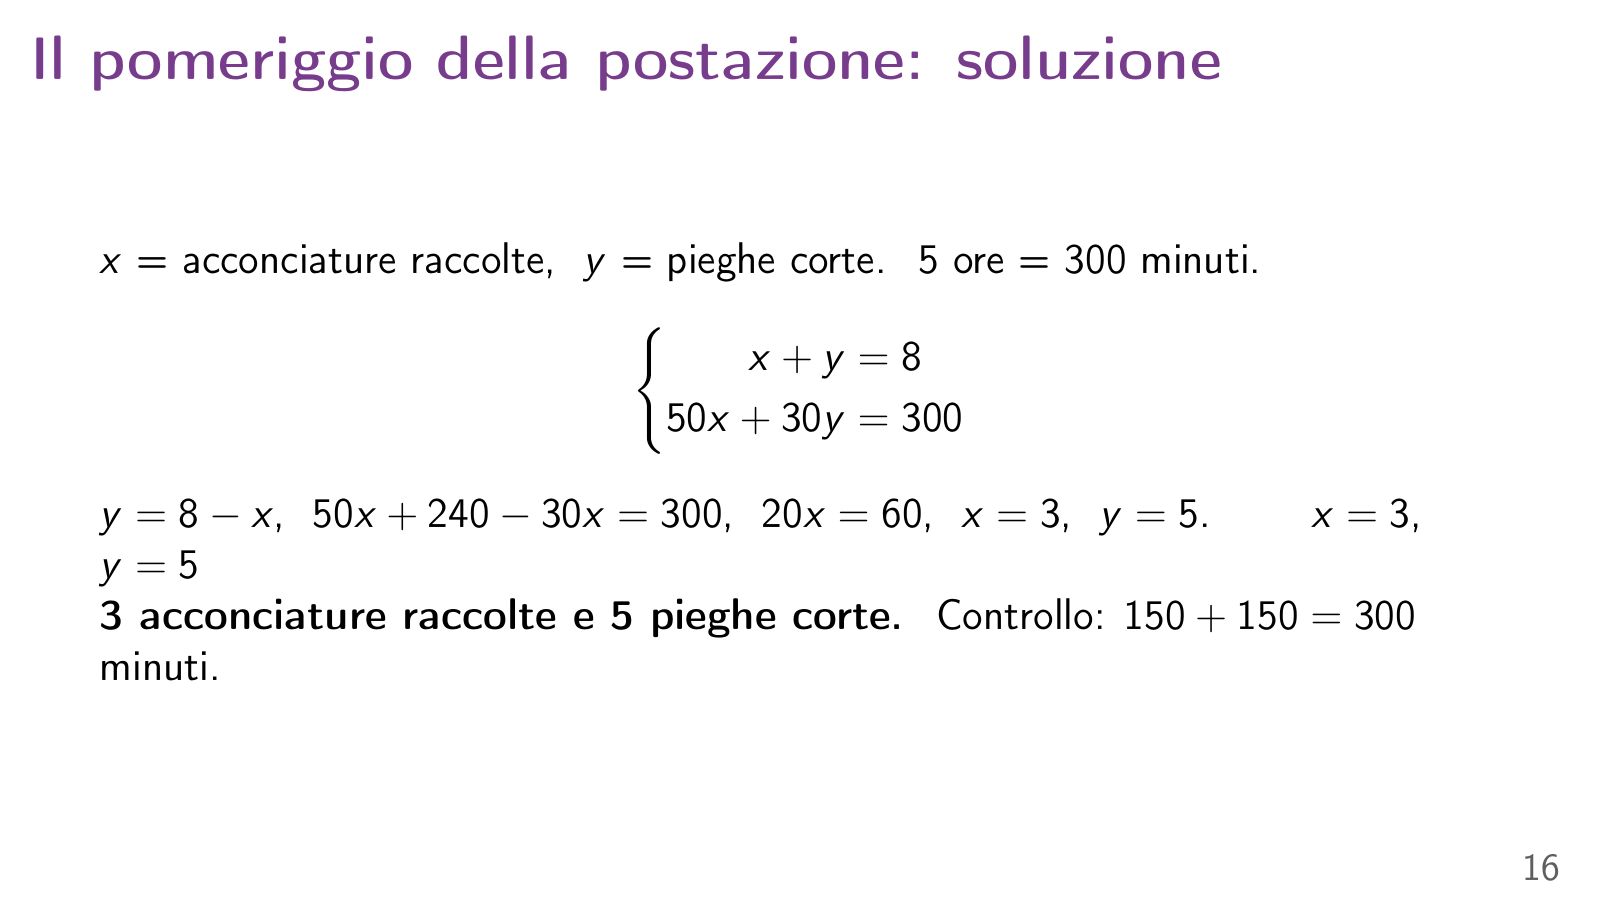 Il pomeriggio della postazione: soluzione
x = acconciature raccolte, y = pieghe corte. 5 ore = 300 minuti.
x + y = 8
50x + 30y = 300
y = 8 − x, 50x + 240 − 30x = 300, 20x = 60, x = 3, y = 5. x = 3,
y = 5
3 acconciature raccolte e 5 pieghe corte. Controllo: 150 + 150 = 300
minuti.
16